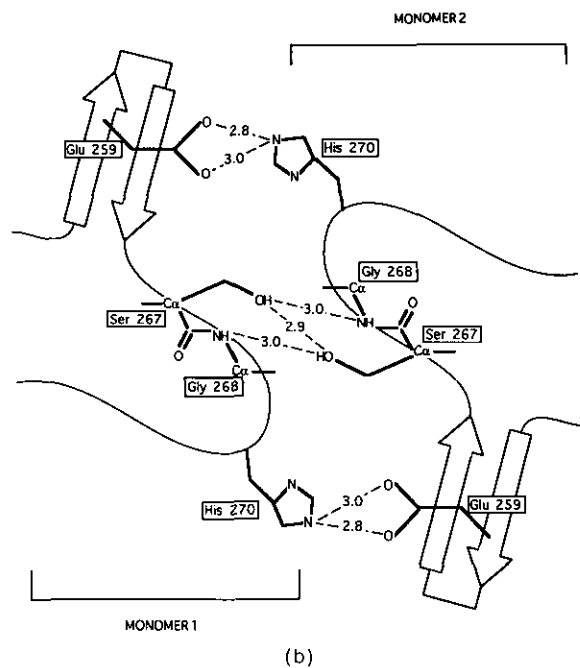 MONOMER 2
O
2.8
N
Glu 259
3.0
His 270
O
N
Gly 268
Cα
O
Cα
OH
3.0
NH
Ser 267
2.9
Ser 267
NH
3.0
HO
Cα
O
Cα
Gly 268
N
O
3.0
His 270
Glu 259
N
2.8
O
MONOMER 1
(b)